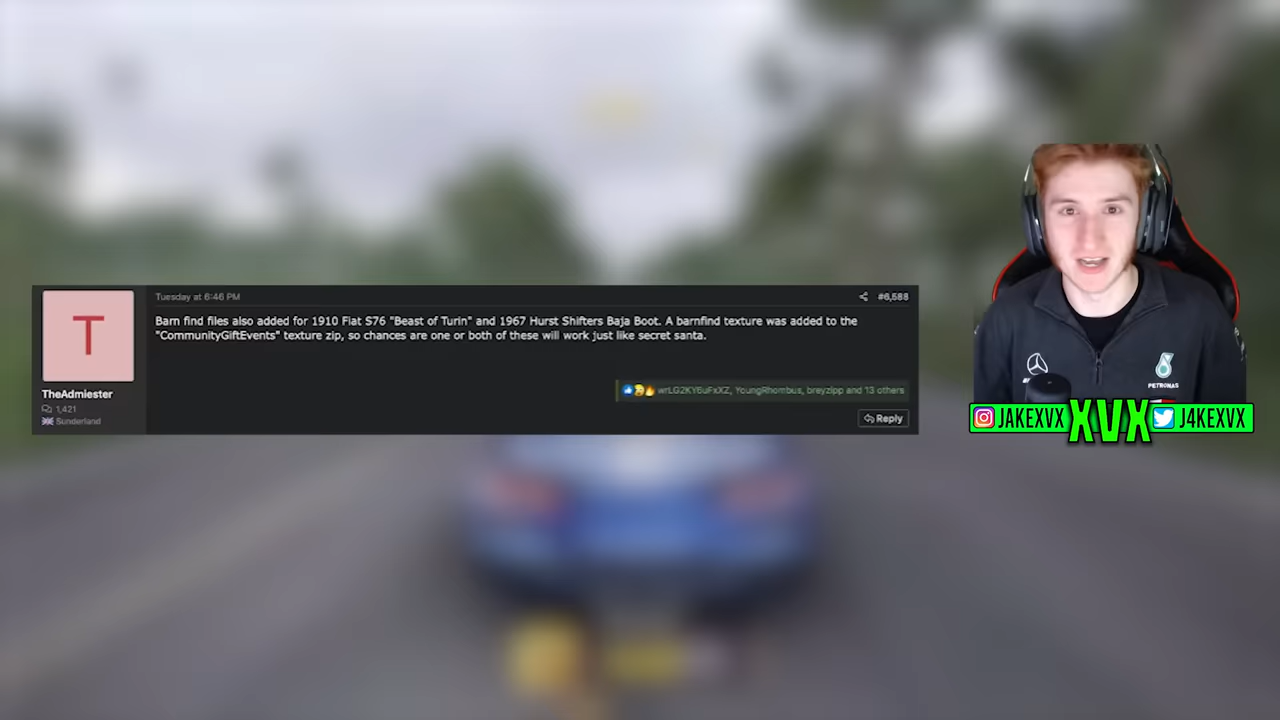 Tuesday at 6:46 PM
#6,588
Barn find files also added for 1910 Fiat S76 "Beast of Turin" and 1967 Hurst Shifters Baja Boot. A barnfind texture was added to the
"CommunityGiftEvents" texture zip, so chances are one or both of these will work just like secret santa.
T
TheAdmiester
1,421
Sunderland
wrLG2KY6uFxXZ, YoungRhombus, breyzipp and 13 others
Reply
PETRONAS
JAKEXVX XVX J4KEXVX